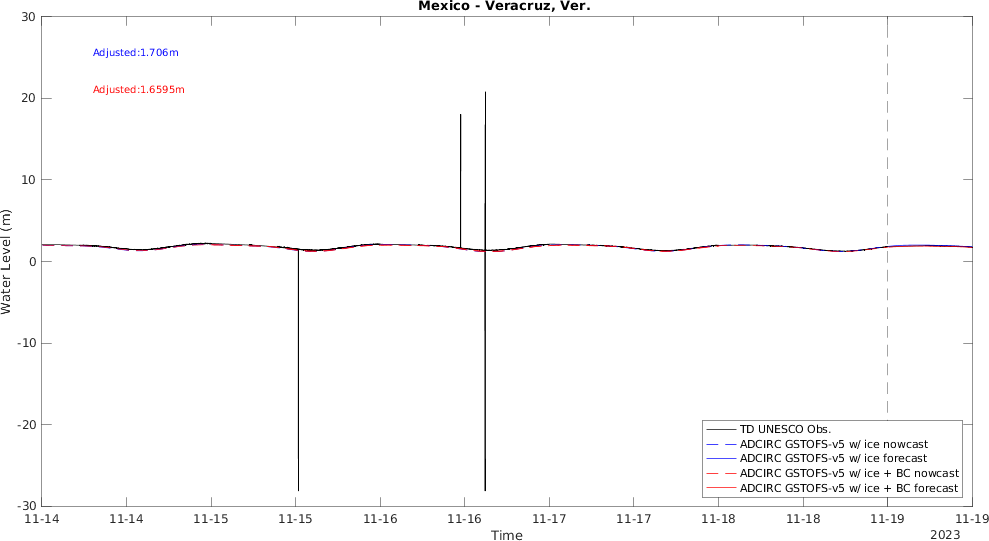 Mexico - Veracruz, Ver.
30
20
10
0
-10
-20
-30
Water Level (m)
Adjusted:1.706m
Adjusted:1.6595m
TD UNESCO Obs.
ADCIRC GSTOFS-v5 w/ ice nowcast
ADCIRC GSTOFS-v5 w/ ice forecast
ADCIRC GSTOFS-v5 w/ ice + BC nowcast
ADCIRC GSTOFS-v5 w/ ice + BC forecast
11-14 11-14 11-15 11-15 11-16 11-16 11-17 11-17 11-18 11-18 11-19 11-19
Time
2023